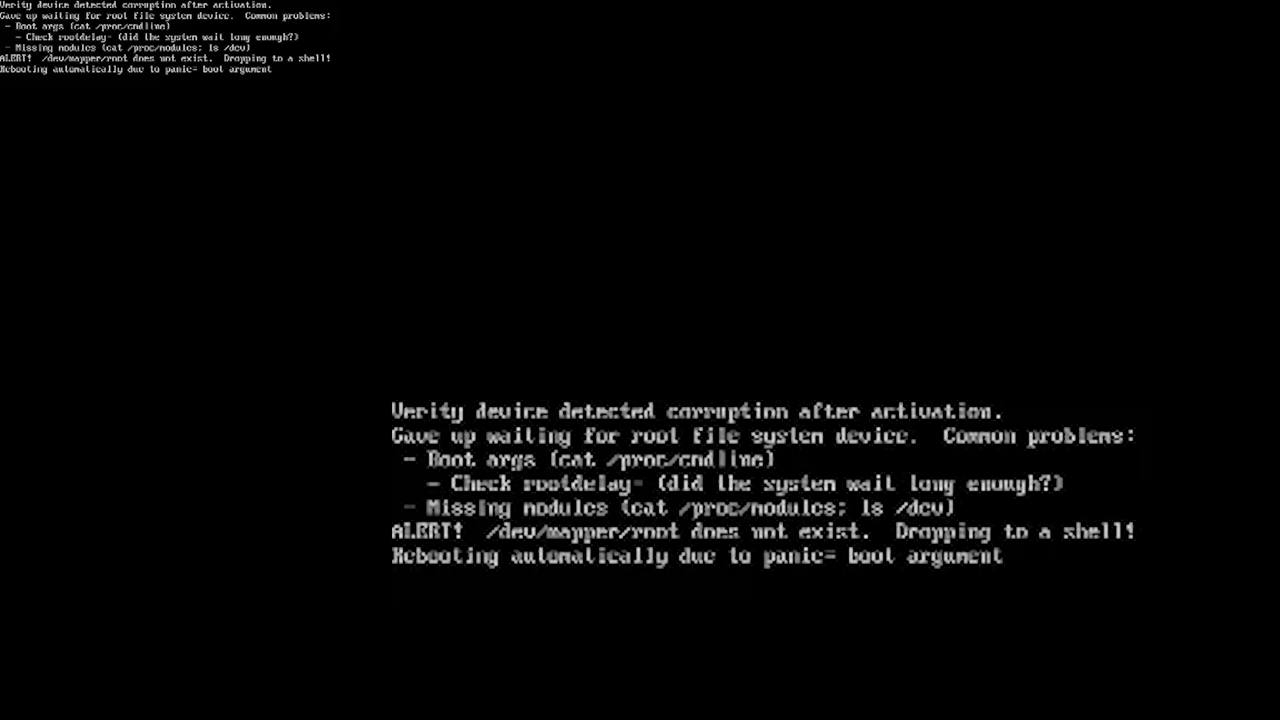 Verity device detected corruption after activation.
Gave up waiting for root file system device.  Common problems:
 - Boot args (cat /proc/cmdline)
   - Check rootdelay= (did the system wait long enough?)
 - Missing modules (cat /proc/modules; ls /dev)
ALERT!  /dev/mapper/root does not exist.  Dropping to a shell!
Rebooting automatically due to panic= boot argument
Verity device detected corruption after activation.
Gave up waiting for root file system device.  Common problems:
 - Boot args (cat /proc/cmdline)
   - Check rootdelay= (did the system wait long enough?)
 - Missing modules (cat /proc/modules; ls /dev)
ALERT!  /dev/mapper/root does not exist.  Dropping to a shell!
Rebooting automatically due to panic= boot argument